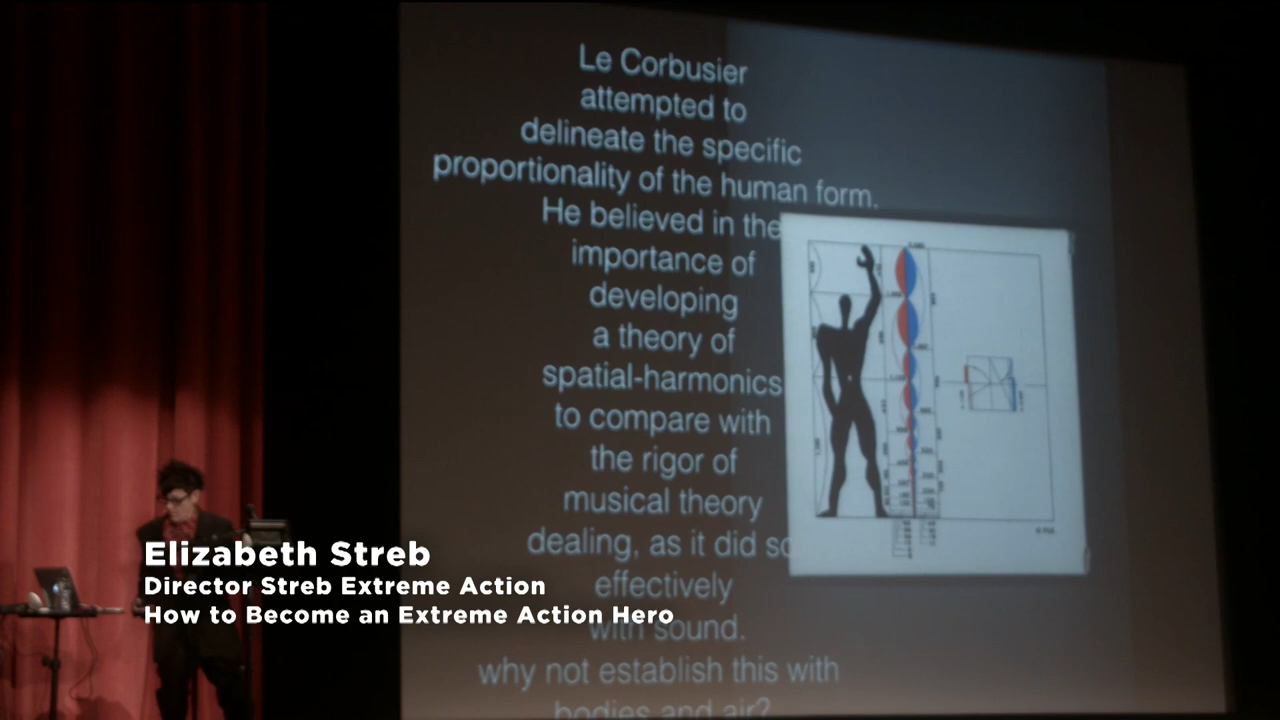 Le Corbusier
attempted to
delineate the specific
proportionality of the human form.
He believed in the
importance of
developing
a theory of
spatial-harmonics
to compare with
the rigor of
musical theory
dealing, as it did so
effectively
with sound.
why not establish this with
bodies and air?
Elizabeth Streb
Director Streb Extreme Action
How to Become an Extreme Action Hero